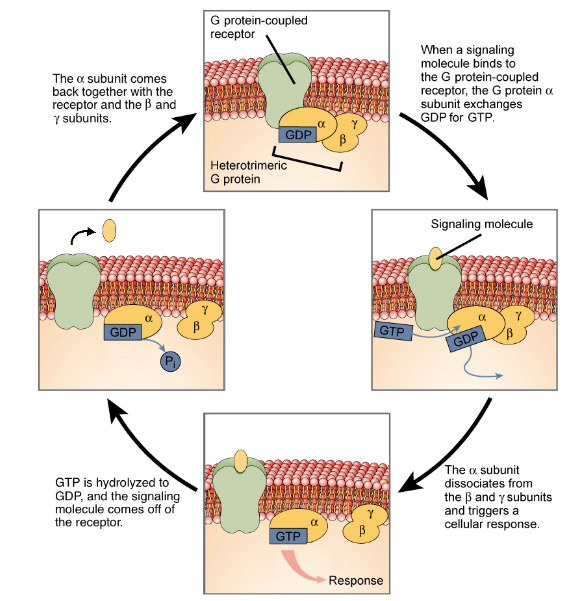 G protein-coupled
receptor
α
γ
β
GDP
Heterotrimeric
G protein
When a signaling
molecule binds to
the G protein-coupled
receptor, the G protein α
subunit exchanges
GDP for GTP.
Signaling molecule
α
γ
β
GTP
GDP
The α subunit
dissociates from
the β and γ subunits
and triggers a
cellular response.
α
γ
β
GTP
Response
GTP is hydrolyzed to
GDP, and the signaling
molecule comes off of
the receptor.
α
γ
β
GDP
Pi
The α subunit comes
back together with the
receptor and the β and
γ subunits.